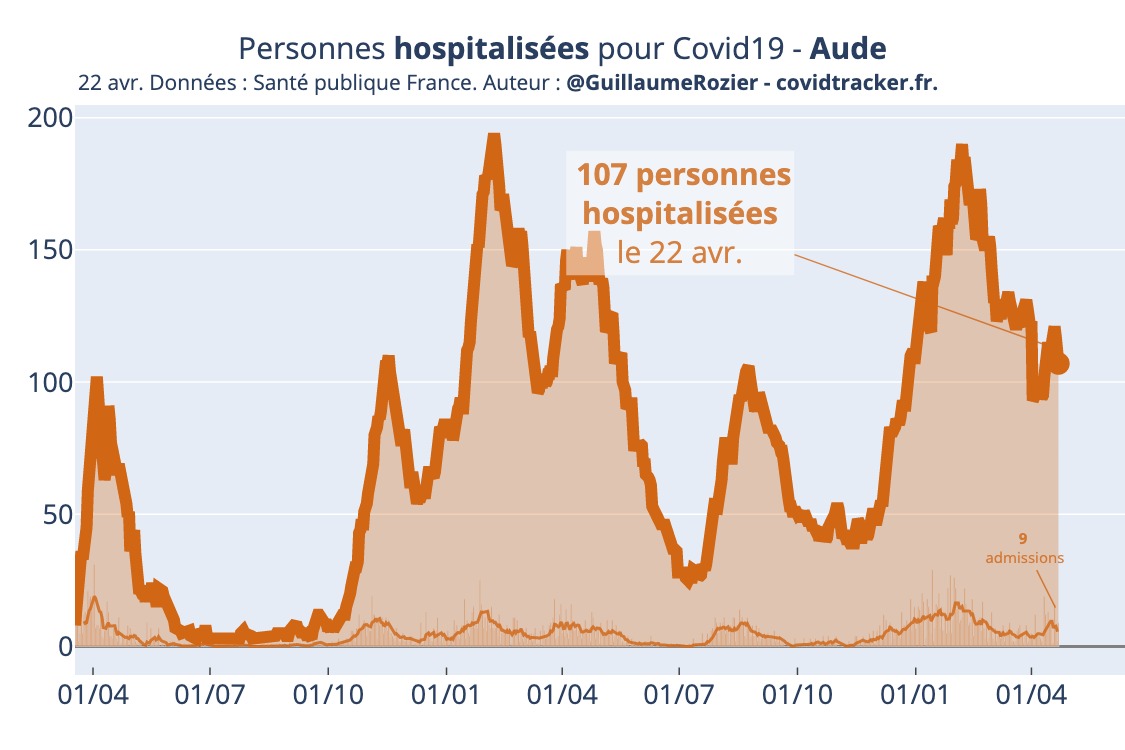 Personnes hospitalisées pour Covid19 - Aude
22 avr. Données : Santé publique France. Auteur : @GuillaumeRozier - covidtracker.fr.
200
107 personnes
hospitalisées
le 22 avr.
150
100
50
9
admissions
0
01/04 01/07 01/10 01/01 01/04 01/07 01/10 01/01 01/04